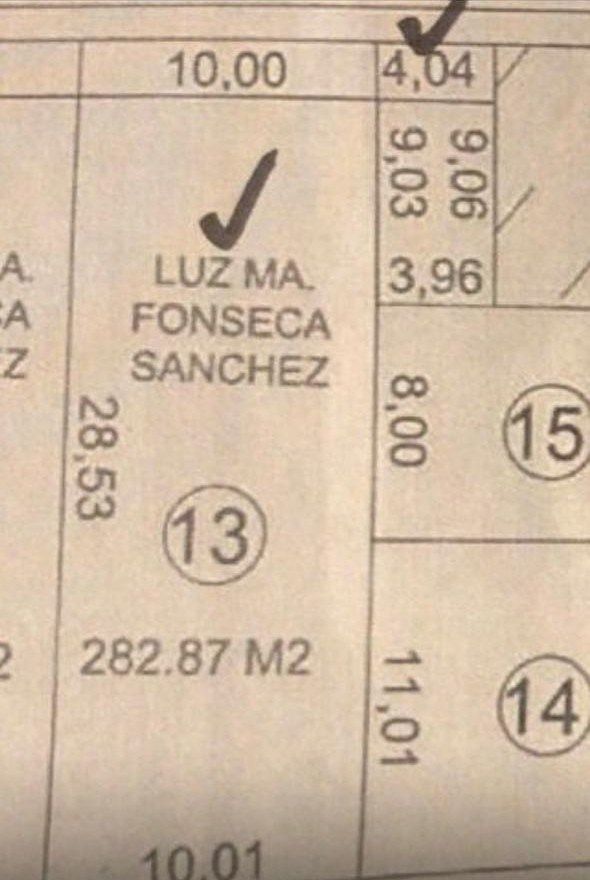 10,00
4,04
9,03
9,06
3,96
LUZ MA.
FONSECA
SANCHEZ
A.
Z
28,53
8,00
15
13
282.87 M2
2
11,01
14
10.01